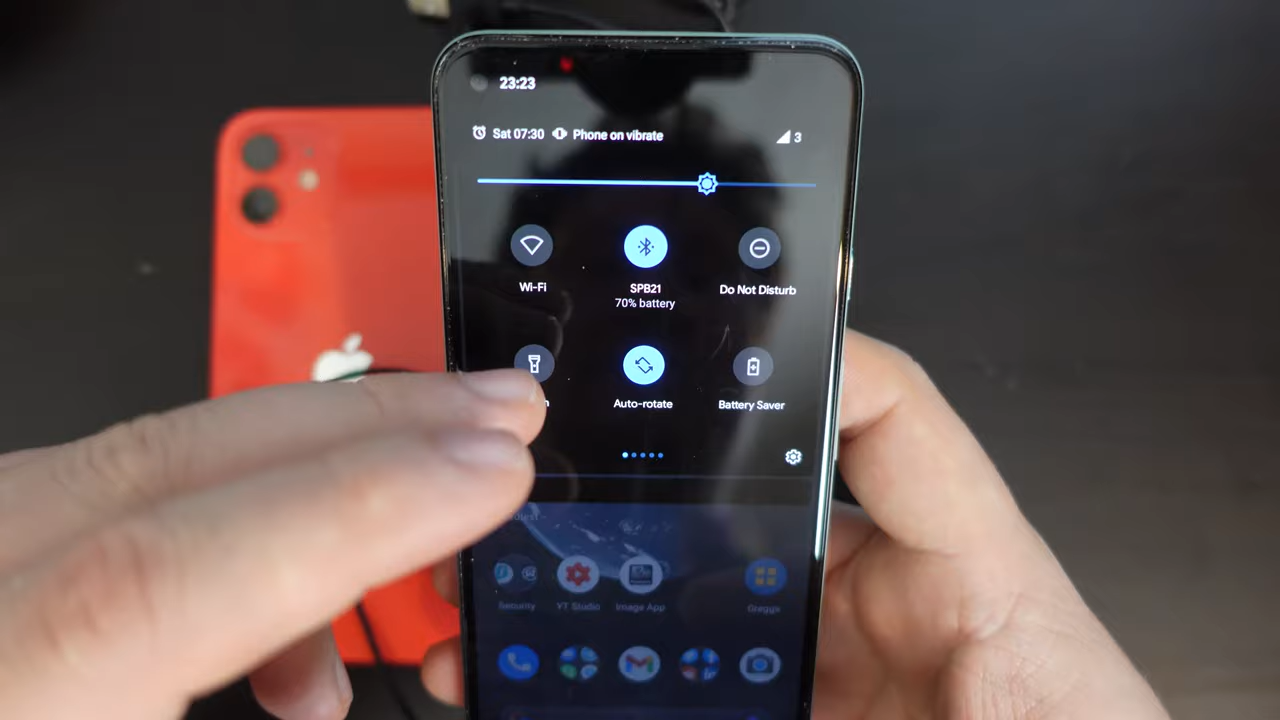 23:23
Sat 07:30 Phone on vibrate 3
Wi-Fi SPB21 Do Not Disturb
70% battery
Auto-rotate Battery Saver
Security YT Studio Image App Greggs